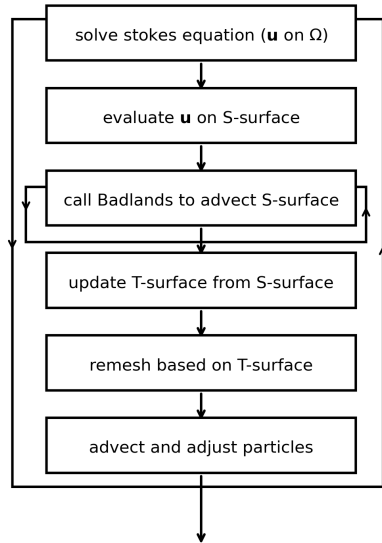 solve stokes equation (u on Ω)
evaluate u on S-surface
call Badlands to advect S-surface
update T-surface from S-surface
remesh based on T-surface
advect and adjust particles